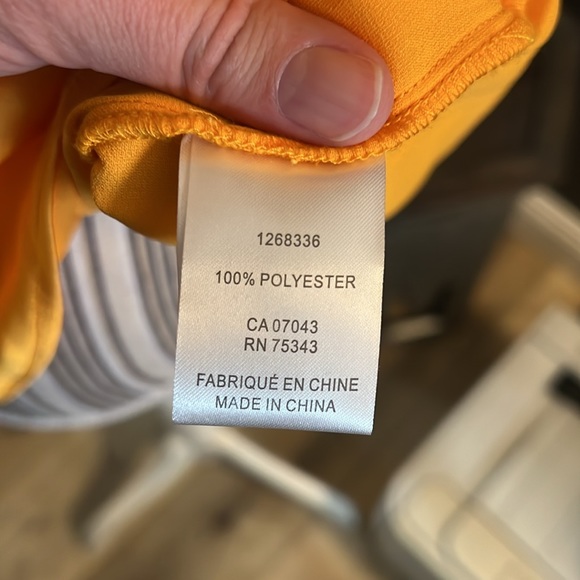 1268336
100% POLYESTER
CA 07043
RN 75343
FABRIQUÉ EN CHINE
MADE IN CHINA